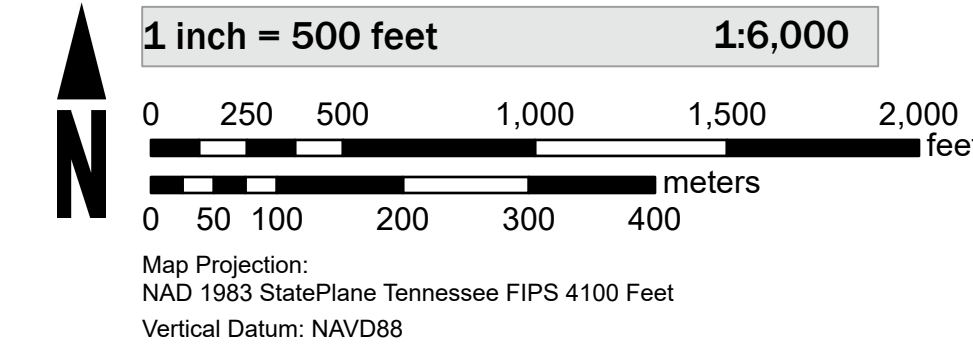 1 inch = 500 feet 1:6,000
0 250 500 1,000 1,500 2,000
feet
meters
0 50 100 200 300 400
N
Map Projection:
NAD 1983 StatePlane Tennessee FIPS 4100 Feet
Vertical Datum: NAVD88